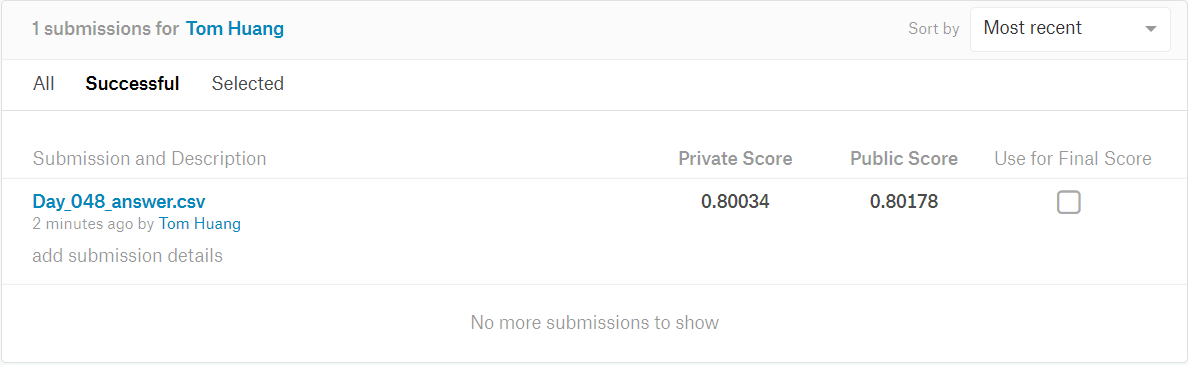 1 submissions for Tom Huang Sort by Most recent
All Successful Selected
Submission and Description Private Score Public Score Use for Final Score
Day_048_answer.csv 0.80034 0.80178
2 minutes ago by Tom Huang
add submission details
No more submissions to show